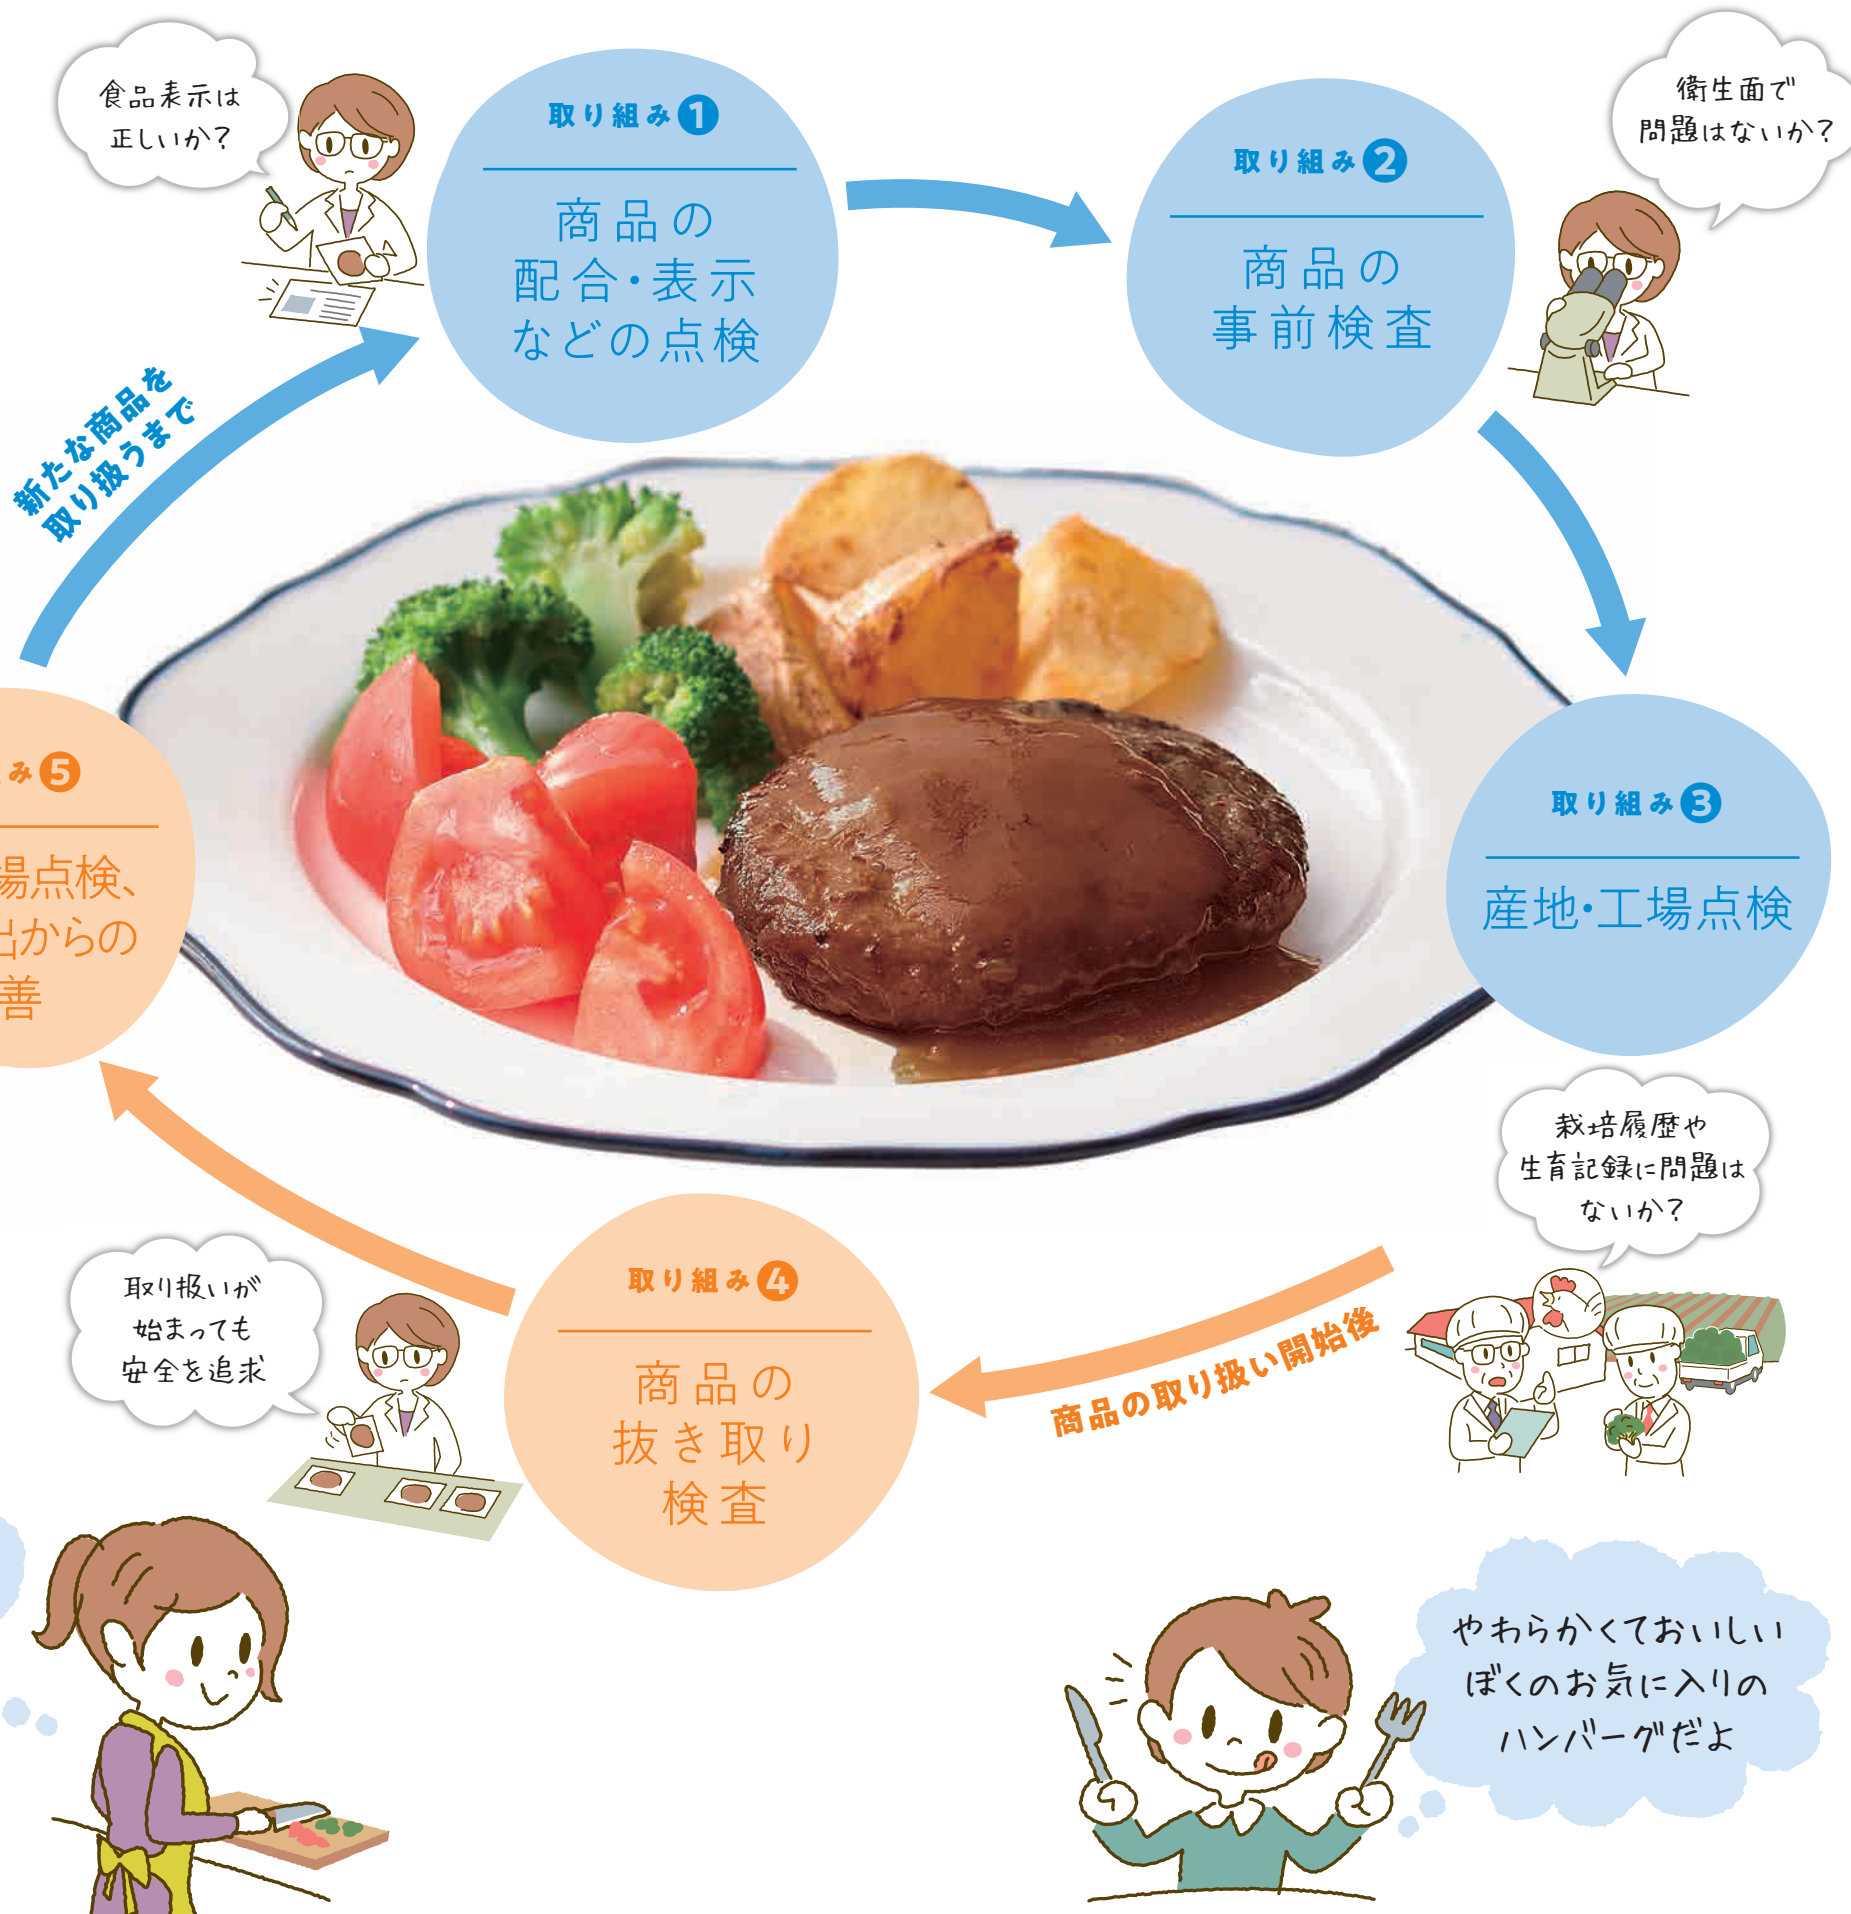 食品表示は
正しいか?
取り組み1
商品の
配合・表示
などの点検
取り組み2
商品の
事前検査
衛生面で
問題はないか?
新たな商品を
取り扱うまで
取り組み3
産地・工場点検
栽培履歴や
生育記録に問題は
ないか?
商品の取り扱い開始後
取り組み4
商品の
抜き取り
検査
取り扱いが
始まっても
安全を追求
み5
場点検、
出からの
善
やわらかくておいしい
ぼくのお気に入りの
ハンバーグだよ